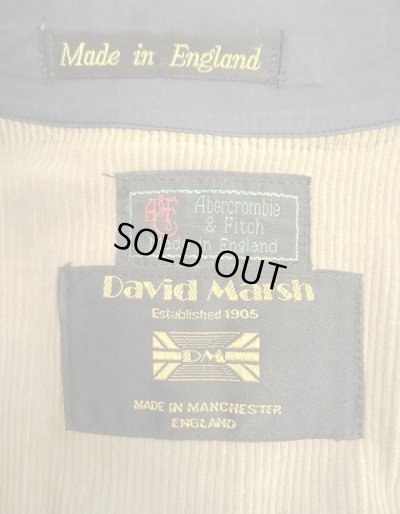 Made in England
A&F Co
Abercrombie
& Fitch
Made in England
SOLD OUT
David Marsh
Established 1905
DM
MADE IN MANCHESTER
ENGLAND